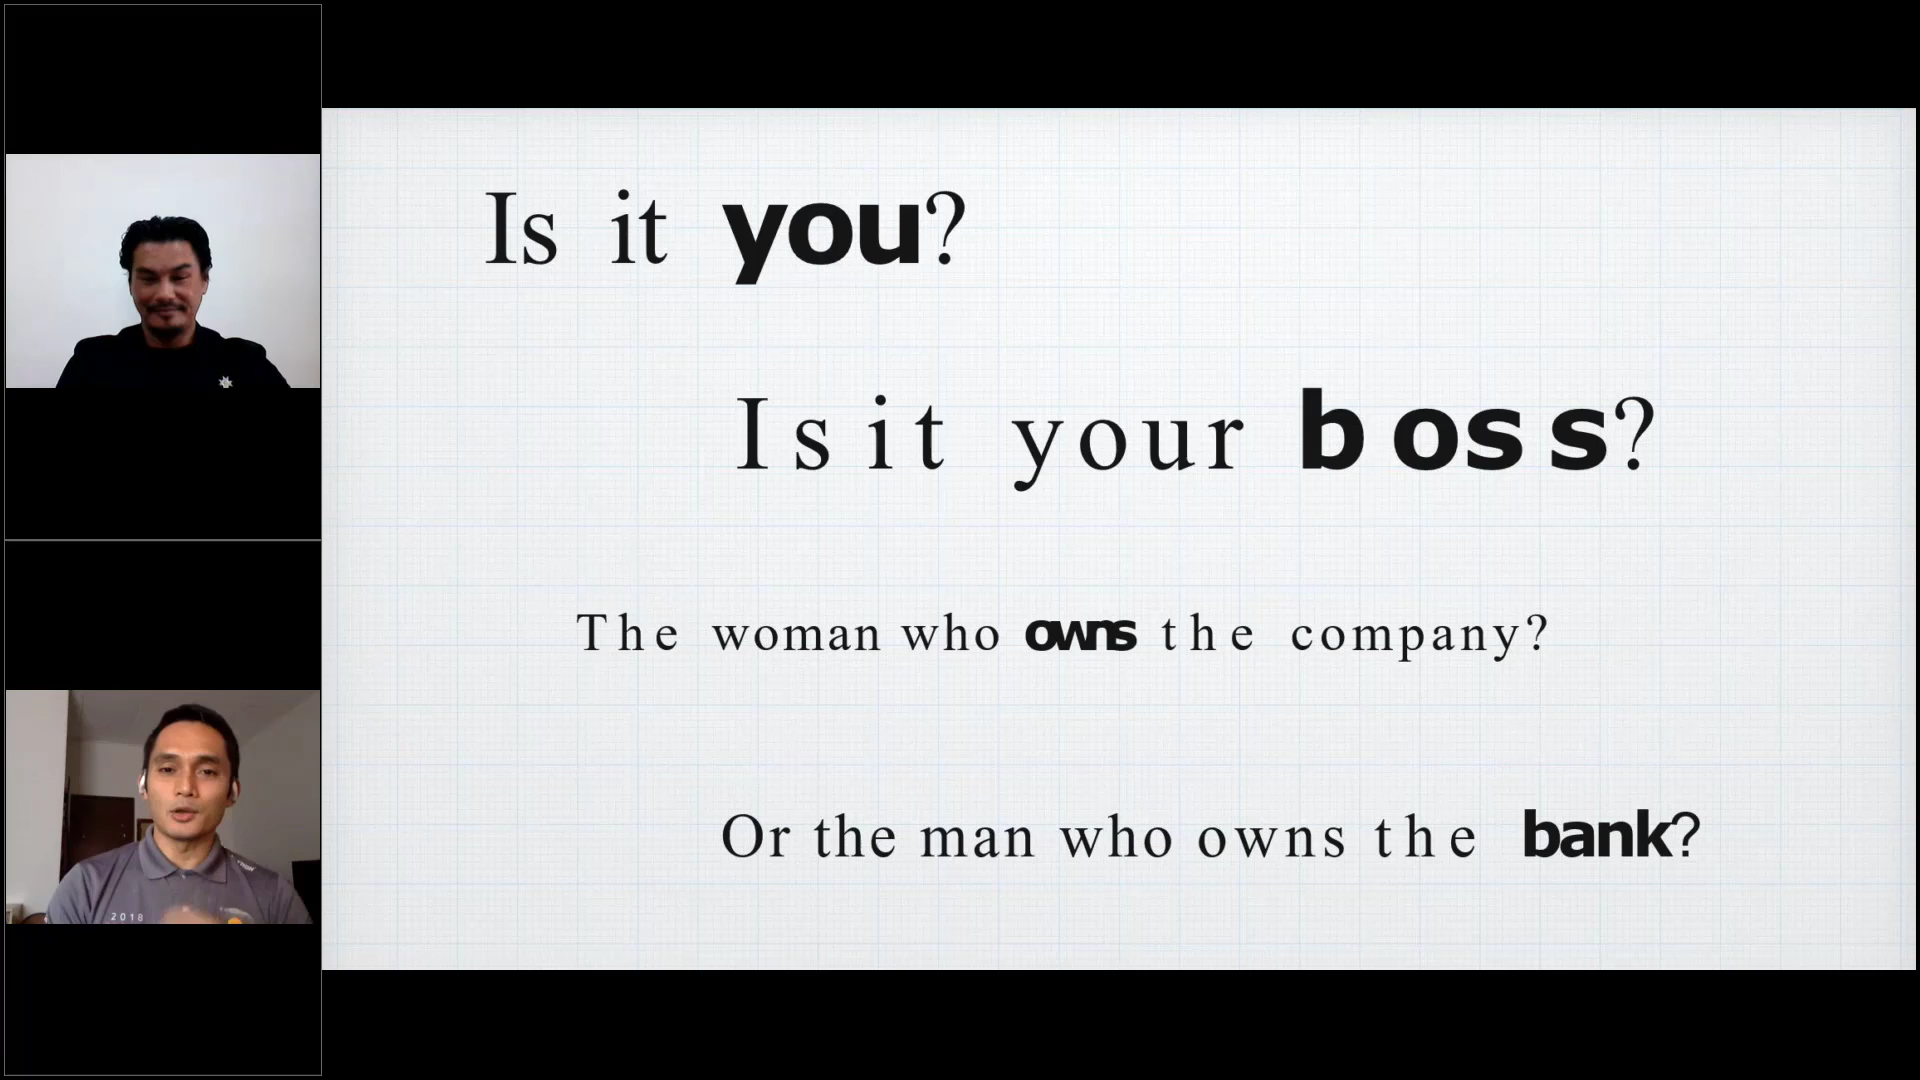 Is it you?
Is it your boss?
The woman who owns the company?
Or the man who owns the bank?
2018